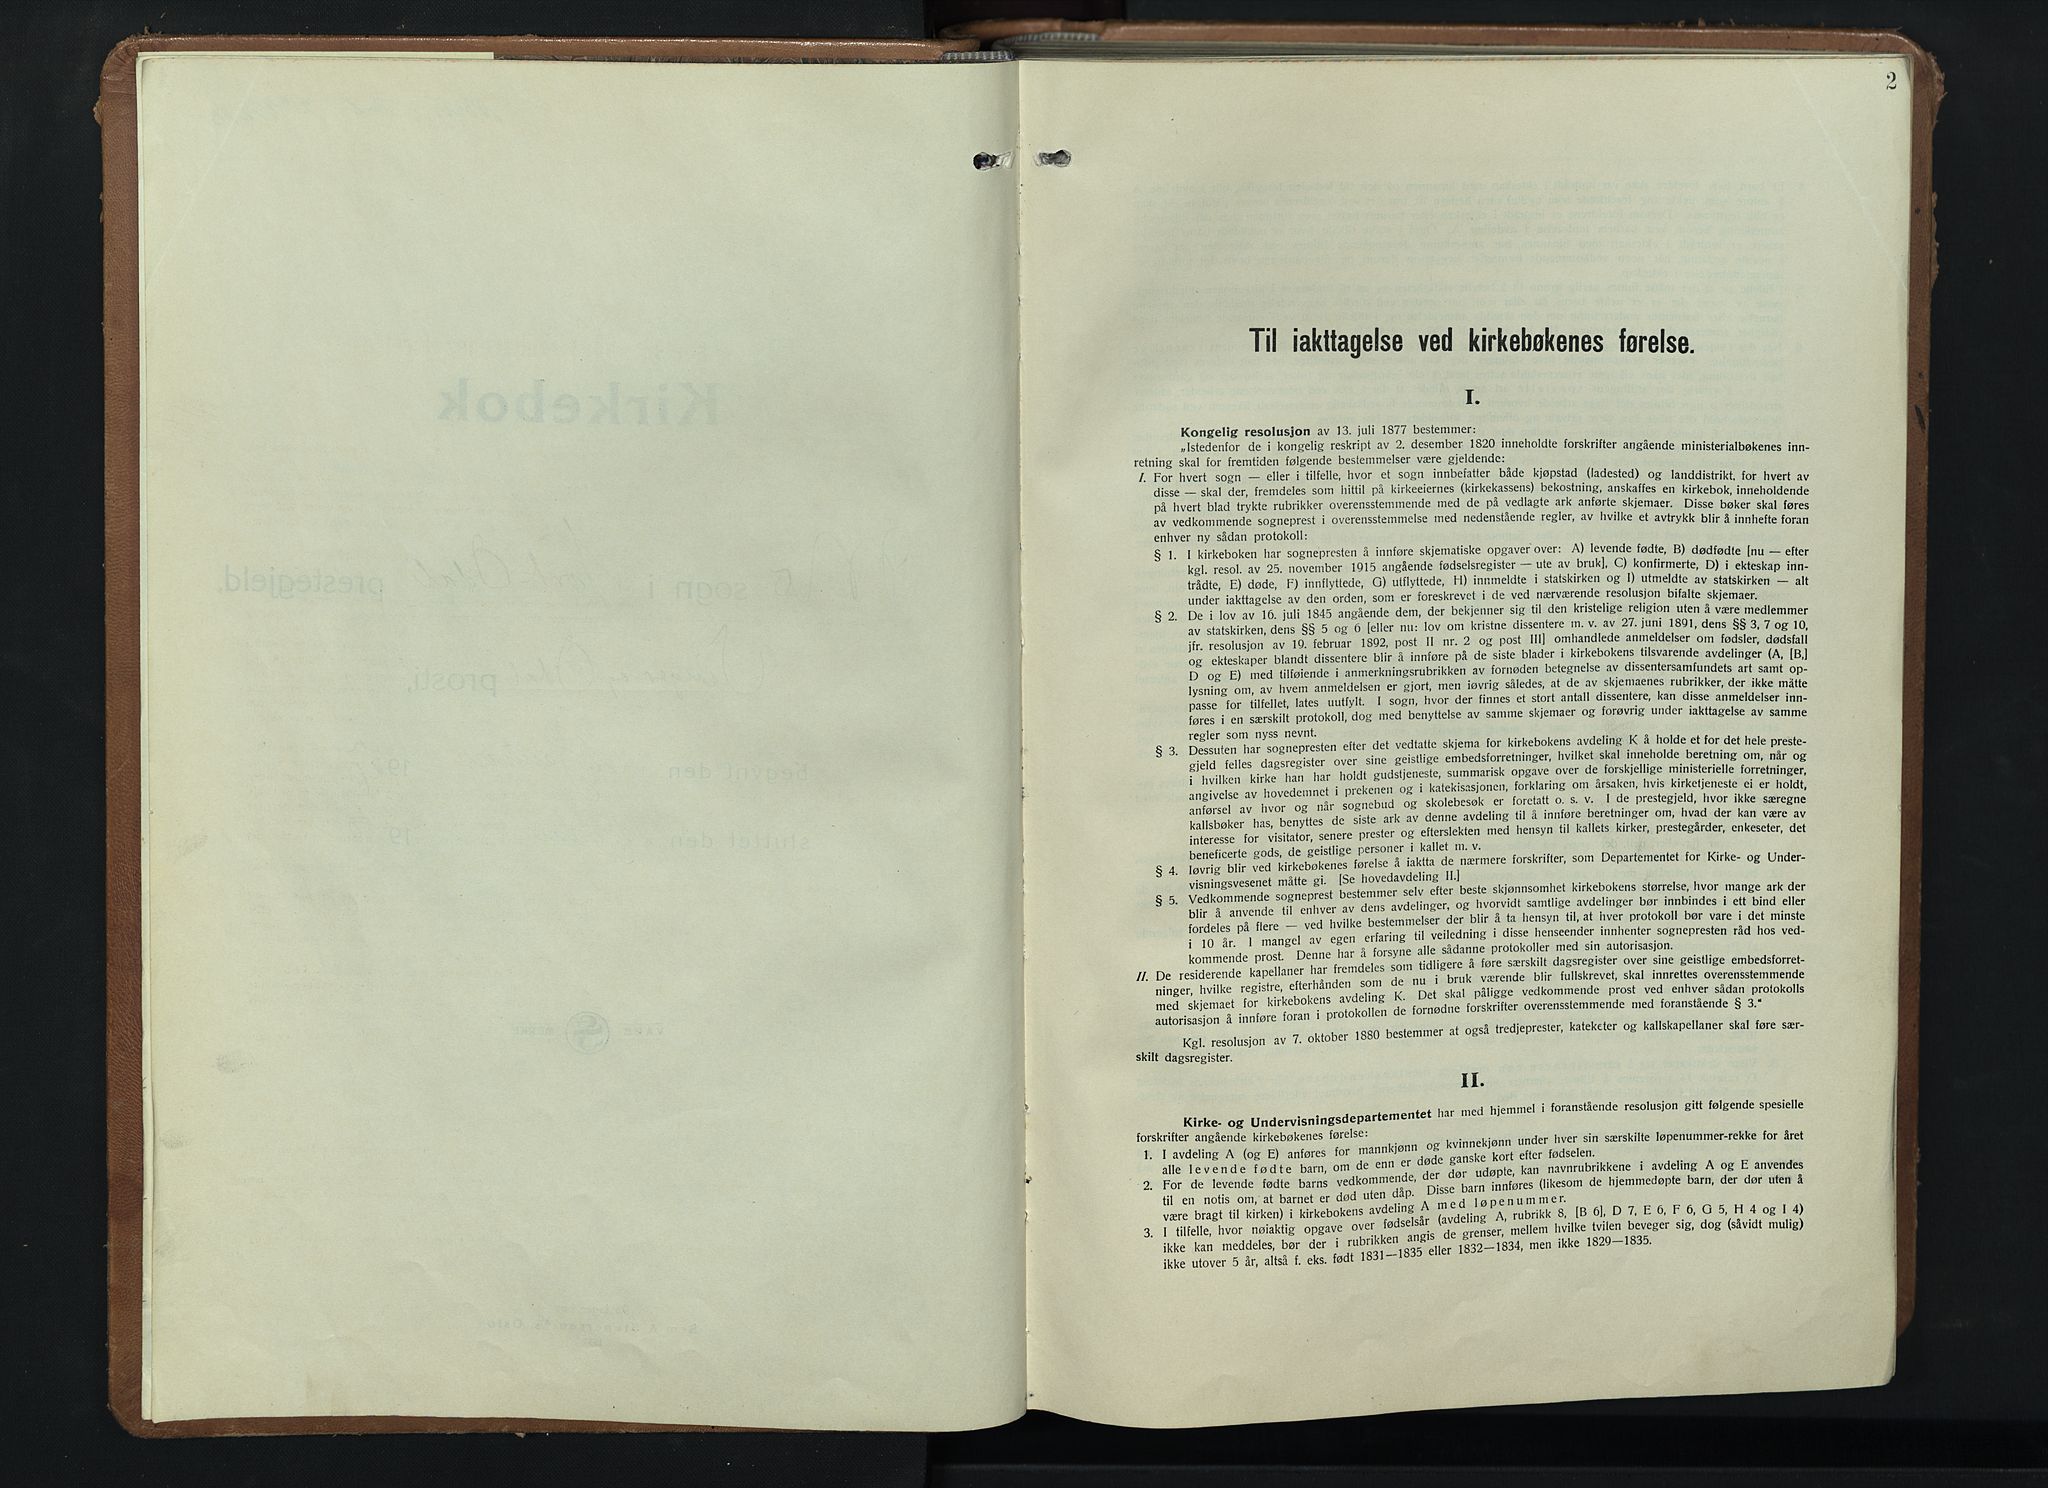 2
Til iakttagelse ved kirkebøkenes førelse.
I.
Kongelig resolusjon av 13. juli 1877 bestemmer:
„Istedenfor de i kongelig reskript av 2. desember 1820 inneholdte forskrifter angående ministerialbøkenes inn-
retning skal for fremtiden følgende bestemmelser være gjeldende:
I. For hvert sogn — eller i tilfelle, hvor et sogn innbefatter både kjøpstad (ladested) og landdistrikt, for hvert av
disse — skal der, fremdeles som hittil på kirkeeiernes (kirkekassens) bekostning, anskaffes en kirkebok, inneholdende
på hvert blad trykte rubrikker overensstemmende med de på vedlagte ark anførte skjemaer. Disse bøker skal føres
av vedkommende sogneprest i overensstemmelse med nedenstående regler, av hvilke et avtrykk blir å innhefte foran
enhver ny sådan protokoll:
§ 1. I kirkeboken har sognepresten å innføre skjematiske opgaver over: A) levende fødte, B) dødfødte [nu — efter
kgl. resol. av 25. november 1915 angående fødselsregister — ute av bruk], C) konfirmerte, D) i ekteskap inn-
trådte, E) døde, F) innflyttede, G) utflyttede, H) innmeldte i statskirken og I) utmeldte av statskirken — alt
under iakttagelse av den orden, som er foreskrevet i de ved nærværende resolusjon bifalte skjemaer.
§ 2. De i lov av 16. juli 1845 angående dem, der bekjenner sig til den kristelige religion uten å være medlemmer
av statskirken, dens §§ 5 og 6 [eller nu: lov om kristne dissentere m. v. av 27. juni 1891, dens §§ 3, 7 og 10,
jfr. resolusjon av 19. februar 1892, post II nr. 2 og post III] omhandlede anmeldelser om fødsler, dødsfall
og ekteskaper blandt dissentere blir å innføre på de siste blader i kirkebokens tilsvarende avdelinger (A, [B,]
D og E) med tilføiende i anmerkningsrubrikken av fornøden betegnelse av dissentersamfundets art samt op-
lysning om, av hvem anmeldelsen er gjort, men iøvrig således, at de av skjemaenes rubrikker, der ikke måtte
passe for tilfellet, lates uutfylt. I sogn, hvor der finnes et stort antall dissentere, kan disse anmeldelser inn-
føres i en særskilt protokoll, dog med benyttelse av samme skjemaer og forøvrig under iakttagelse av samme
regler som nyss nevnt.
§ 3. Dessuten har sognepresten efter det vedtatte skjema for kirkebokens avdeling K å holde et for det hele preste-
gjeld felles dagsregister over sine geistlige embedsforretninger, hvilket skal inneholde beretning om, når og
i hvilken kirke han har holdt gudstjeneste, summarisk opgave over de forskjellige ministerielle forretninger,
angivelse av hovedemnet i prekenen og i katekisasjonen, forklaring om årsaken, hvis kirketjeneste ei er holdt,
anførsel av hvor og når sognebud og skolebesøk er foretatt o. s. v. I de prestegjeld, hvor ikke særegne
kallsbøker has, benyttes de siste ark av denne avdeling til å innføre beretninger om, hvad der kan være av
interesse for visitator, senere prester og efterslekten med hensyn til kallets kirker, prestegårder, enkeseter, det
beneficerte gods, de geistlige personer i kallet m. v.
§ 4. Iøvrig blir ved kirkebøkenes førelse å iaktta de nærmere forskrifter, som Departementet for Kirke- og Under-
visningsvesenet måtte gi. [Se hovedavdeling II.]
§ 5. Vedkommende sogneprest bestemmer selv efter beste skjønnsomhet kirkebokens størrelse, hvor mange ark der
blir å anvende til enhver av dens avdelinger, og hvorvidt samtlige avdelinger bør innbindes i ett bind eller
fordeles på flere — ved hvilke bestemmelser der blir å ta hensyn til, at hver protokoll bør vare i det minste
i 10 år. I mangel av egen erfaring til veiledning i disse henseender innhenter sognepresten råd hos ved-
kommende prost. Denne har å forsyne alle sådanne protokoller med sin autorisasjon.
II. De residerende kapellaner har fremdeles som tidligere å føre særskilt dagsregister over sine geistlige embedsforret-
ninger, hvilke registre, efterhånden som de nu i bruk værende blir fullskrevet, skal innrettes overensstemmende
med skjemaet for kirkebokens avdeling K. Det skal påligge vedkommende prost ved enhver sådan protokolls
autorisasjon å innføre foran i protokollen de fornødne forskrifter overensstemmende med foranstående § 3.“
Kgl. resolusjon av 7. oktober 1880 bestemmer at også tredjeprester, kateketer og kallskapellaner skal føre sær-
skilt dagsregister.
II.
Kirke- og Undervisningsdepartementet har med hjemmel i foranstående resolusjon gitt følgende spesielle
forskrifter angående kirkebøkenes førelse:
1. I avdeling A (og E) anføres for mannkjønn og kvinnekjønn under hver sin særskilte løpenummer-rekke for året
alle levende fødte barn, om de enn er døde ganske kort efter fødselen.
2. For de levende fødte barns vedkommende, der dør udøpte, kan navnrubrikkene i avdeling A og E anvendes
til en notis om, at barnet er død uten dåp. Disse barn innføres (likesom de hjemmedøpte barn, der dør uten å
være bragt til kirken) i kirkebokens avdeling A med løpenummer.
3. I tilfelle, hvor nøiaktig opgave over fødselsår (avdeling A, rubrikk 8, [B 6], D 7, E 6, F 6, G 5, H 4 og I 4)
ikke kan meddeles, bør der i rubrikken angis de grenser, mellem hvilke tvilen beveger sig, dog (såvidt mulig)
ikke utover 5 år, altså f. eks. født 1831—1835 eller 1832—1834, men ikke 1829—1835.